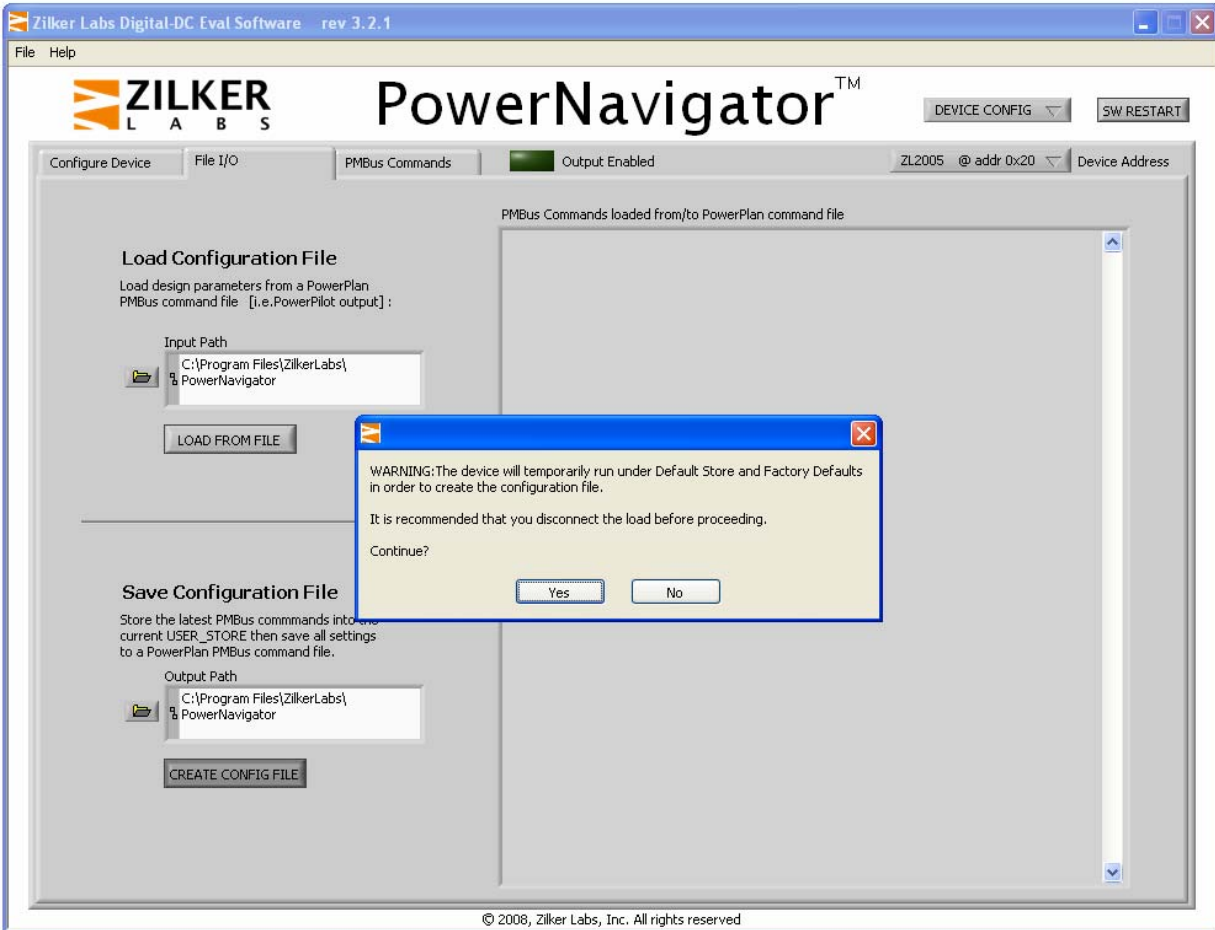 Zilker Labs Digital-DC Eval Software rev 3.2.1
File Help
ZILKER
LABS
PowerNavigator™
DEVICE CONFIG
SW RESTART
Configure Device
File I/O
PMBus Commands
Output Enabled
ZL2005 @ addr 0x20
Device Address
PMBus Commands loaded from/to PowerPlan command file
Load Configuration File
Load design parameters from a PowerPlan
PMBus command file [i.e.PowerPilot output] :
Input Path
C:\Program Files\ZilkerLabs\
PowerNavigator
LOAD FROM FILE
WARNING:The device will temporarily run under Default Store and Factory Defaults
in order to create the configuration file.
It is recommended that you disconnect the load before proceeding.
Continue?
Yes
No
Save Configuration File
Store the latest PMBus commmands into the
current USER_STORE then save all settings
to a PowerPlan PMBus command file.
Output Path
C:\Program Files\ZilkerLabs\
PowerNavigator
CREATE CONFIG FILE
© 2008, Zilker Labs, Inc. All rights reserved